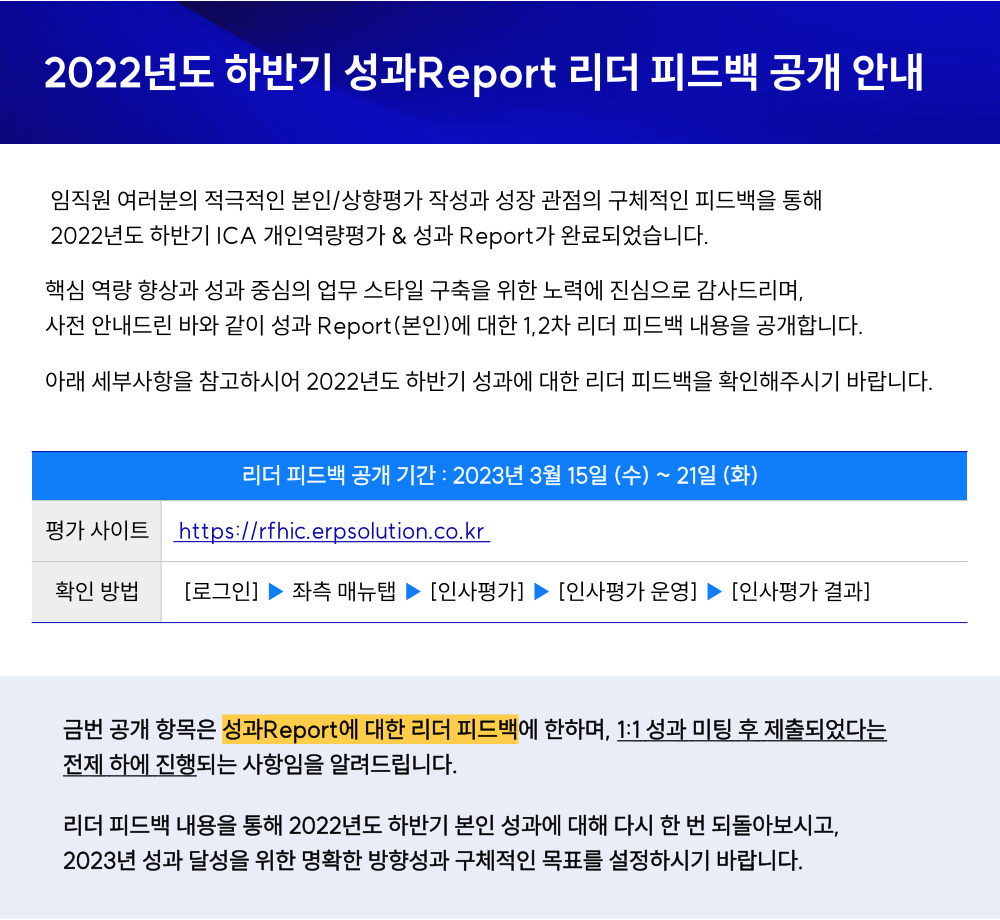 2022년도 하반기 성과Report 리더 피드백 공개 안내
임직원 여러분의 적극적인 본인/상향평가 작성과 성장 관점의 구체적인 피드백을 통해
2022년도 하반기 ICA 개인역량평가 & 성과 Report가 완료되었습니다.
핵심 역량 향상과 성과 중심의 업무 스타일 구축을 위한 노력에 진심으로 감사드리며,
사전 안내드린 바와 같이 성과 Report(본인)에 대한 1,2차 리더 피드백 내용을 공개합니다.
아래 세부사항을 참고하시어 2022년도 하반기 성과에 대한 리더 피드백을 확인해주시기 바랍니다.
리더 피드백 공개 기간 : 2023년 3월 15일 (수) ~ 21일 (화)
평가 사이트 https://rfhic.erpsolution.co.kr
확인 방법 [로그인] ▶ 좌측 매뉴탭 ▶ [인사평가] ▶ [인사평가 운영] ▶ [인사평가 결과]
금번 공개 항목은 성과Report에 대한 리더 피드백에 한하며, 1:1 성과 미팅 후 제출되었다는
전제 하에 진행되는 사항임을 알려드립니다.
리더 피드백 내용을 통해 2022년도 하반기 본인 성과에 대해 다시 한 번 되돌아보시고,
2023년 성과 달성을 위한 명확한 방향성과 구체적인 목표를 설정하시기 바랍니다.